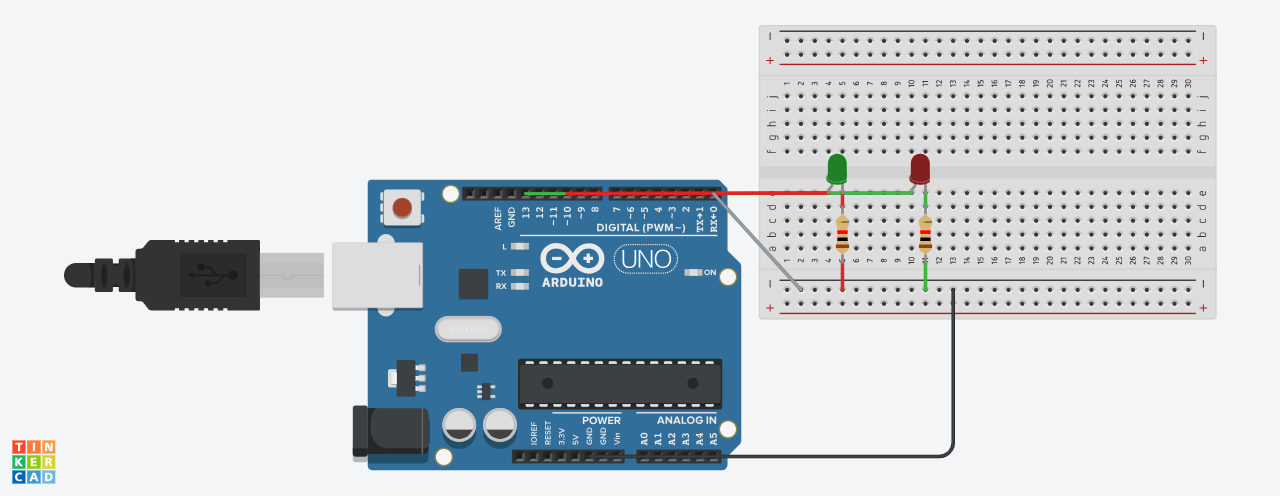 − −
+ +
1 2 3 4 5 6 7 8 9 10 11 12 13 14 15 16 17 18 19 20 21 22 23 24 25 26 27 28 29 30
j j
i i
h h
g g
f f
e e
d d
c c
b b
a a
1 2 3 4 5 6 7 8 9 10 11 12 13 14 15 16 17 18 19 20 21 22 23 24 25 26 27 28 29 30
− −
+ +
AREF GND 13 12 ~11 ~10 ~9 8 7 ~6 ~5 4 ~3 2 TX→1 RX←0
DIGITAL (PWM~)
L
TX
RX
UNO
ON
ARDUINO
POWER
ANALOG IN
IOREF RESET 3.3V 5V GND GND Vin A0 A1 A2 A3 A4 A5
TIN
KER
CAD